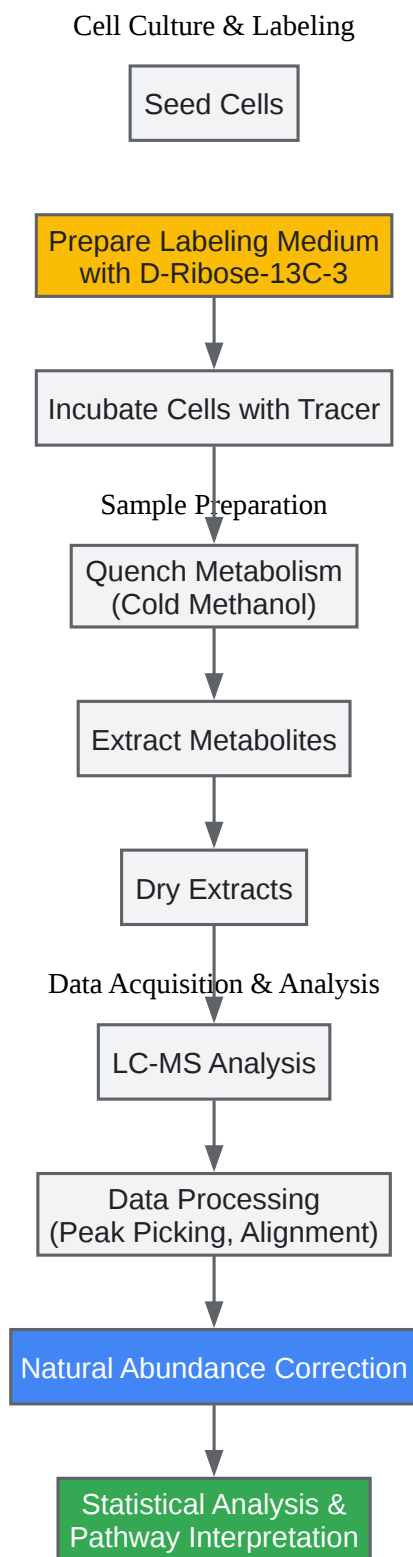 Cell Culture & Labeling
Seed Cells
Prepare Labeling Medium
with D-Ribose-13C-3
Incubate Cells with Tracer
Sample Preparation
Quench Metabolism
(Cold Methanol)
Extract Metabolites
Dry Extracts
Data Acquisition & Analysis
LC-MS Analysis
Data Processing
(Peak Picking, Alignment)
Natural Abundance Correction
Statistical Analysis &
Pathway Interpretation